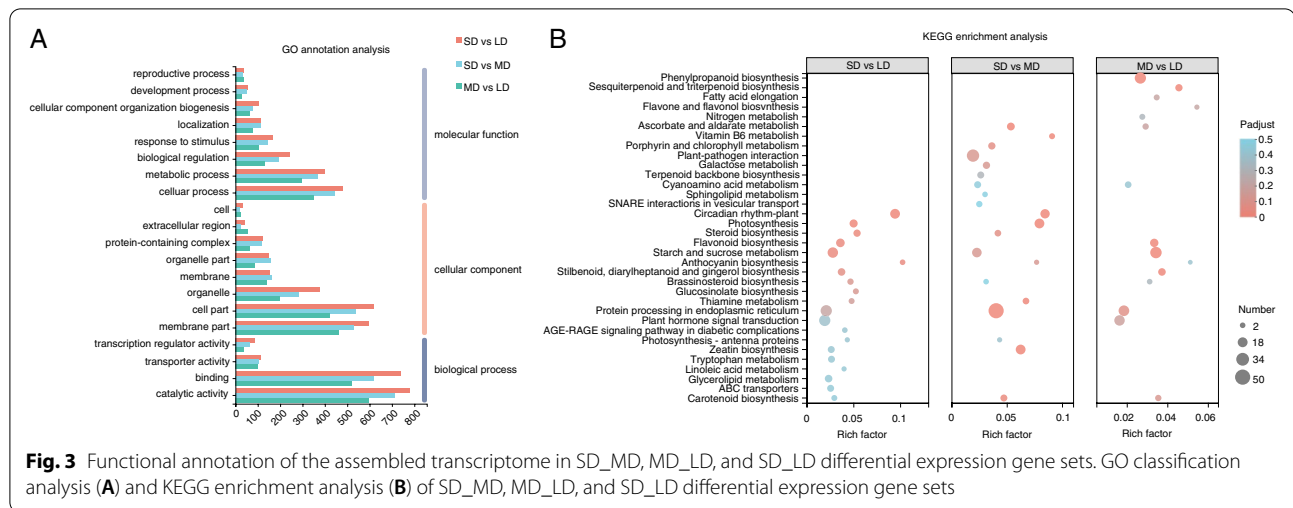 A
GO annotation analysis
SD vs LD
SD vs MD
MD vs LD
reproductive process
development process
cellular component organization biogenesis
localization
response to stimulus
biological regulation
metabolic process
celluar process
cell
extracellular region
protein-containing complex
organelle part
membrane
organelle
cell part
membrane part
transcription regulator activity
transporter activity
binding
catalytic activity
molecular function
cellular component
biological process
0 100 200 300 400 500 600 700 800
B
KEGG enrichment analysis
SD vs LD SD vs MD MD vs LD
Phenylpropanoid biosynthesis
Sesquiterpenoid and triterpenoid biosynthesis
Fatty acid elongation
Flavone and flavonol biosvnthesis
Nitrogen metabolish
Ascorbate and aldarate metabolism
Vitamin B6 metabolism
Porphyrin and chlorophyll metabolism
Plant-pathogen interaction
Galactose metabolish
Terpenoid backbone biosynthesis
Cyanoamino acid metabolism
Sphingolipid metabolism
SNARE interactions in vesicular transport
Circadian rhythm-plant
Photosynthesis
Steroid biosynthesis
Flavonoid biosynthesis
Starch and sucrose metabolism
Anthocyanin biosynthesis
Stilbenoid, diarylheptanoid and gingerol biosynthesis
Brassinosteroid biosynthesis
Glucosinolate biosynthesis
Thiamine metabolism
Protein processing in endoplasmic reticulum
Plant hormone signal transduction
AGE-RAGE signaling pathway in diabetic complications
Photosynthesis - antenna proteins
Zeatin biosynthesis
Tryptophan metabolism
Linoleic acid metabolism
Glycerolipid metabolism
ABC transporters
Carotenoid biosynthesis
0 0.05 0.1 0 0.05 0.1 0.02 0.04 0.06
Rich factor Rich factor Rich factor
Padjust
0.5
0.4
0.3
0.2
0.1
0
Number
2
18
34
50
Fig. 3 Functional annotation of the assembled transcriptome in SD_MD, MD_LD, and SD_LD differential expression gene sets. GO classification
analysis (A) and KEGG enrichment analysis (B) of SD_MD, MD_LD, and SD_LD differential expression gene sets